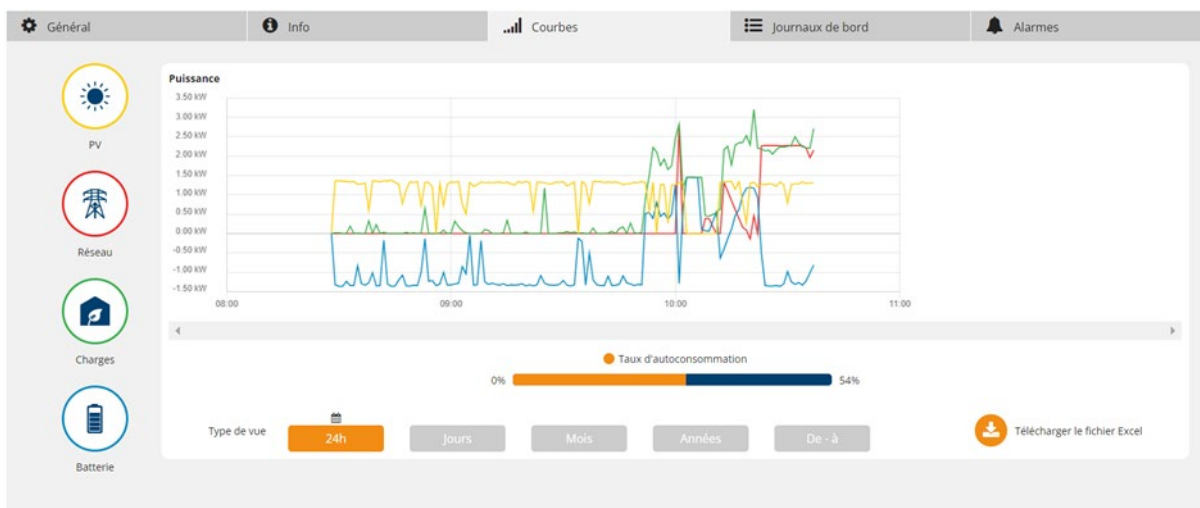 Général
Info
Courbes
Journaux de bord
Alarmes
PV
Réseau
Charges
Batterie
Puissance
3.50 kW
3.00 kW
2.50 kW
2.00 kW
1.50 kW
1.00 kW
0.50 kW
0.00 kW
-0.50 kW
-1.00 kW
-1.50 kW
08:00 09:00 10:00 11:00
Taux d'autoconsommation
0% 54%
Type de vue
24h
Jours
Mois
Années
De - à
Télécharger le fichier Excel